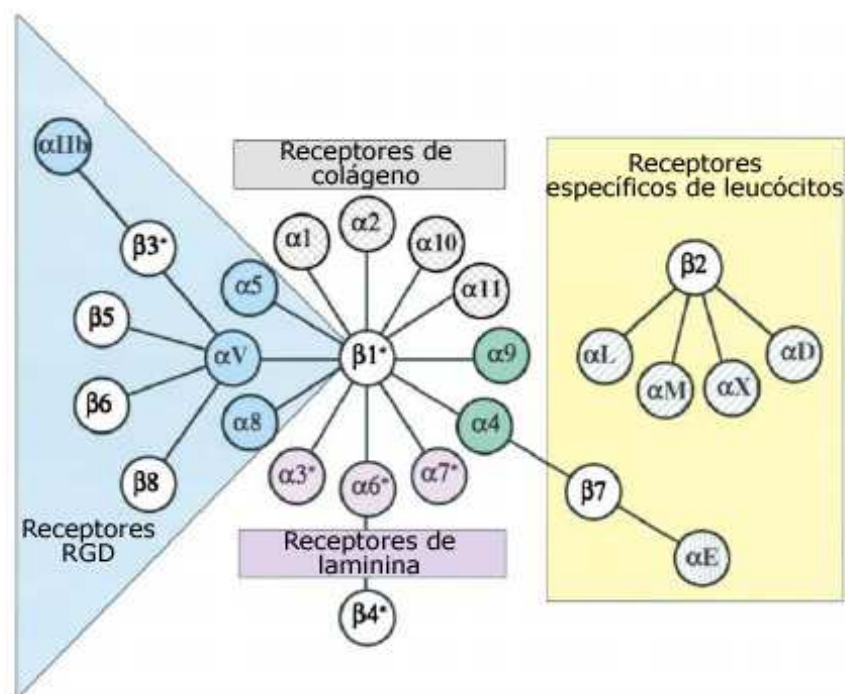 αIIb
Receptores de
colágeno
Receptores
específicos de leucócitos
α1
α2
α10
α11
β3*
α5
β5
αV
β1*
α9
β2
αL
αM
αX
αD
β6
α8
α4
β8
α3*
α6*
α7*
β7
αE
Receptores
RGD
Receptores de
laminina
β4*